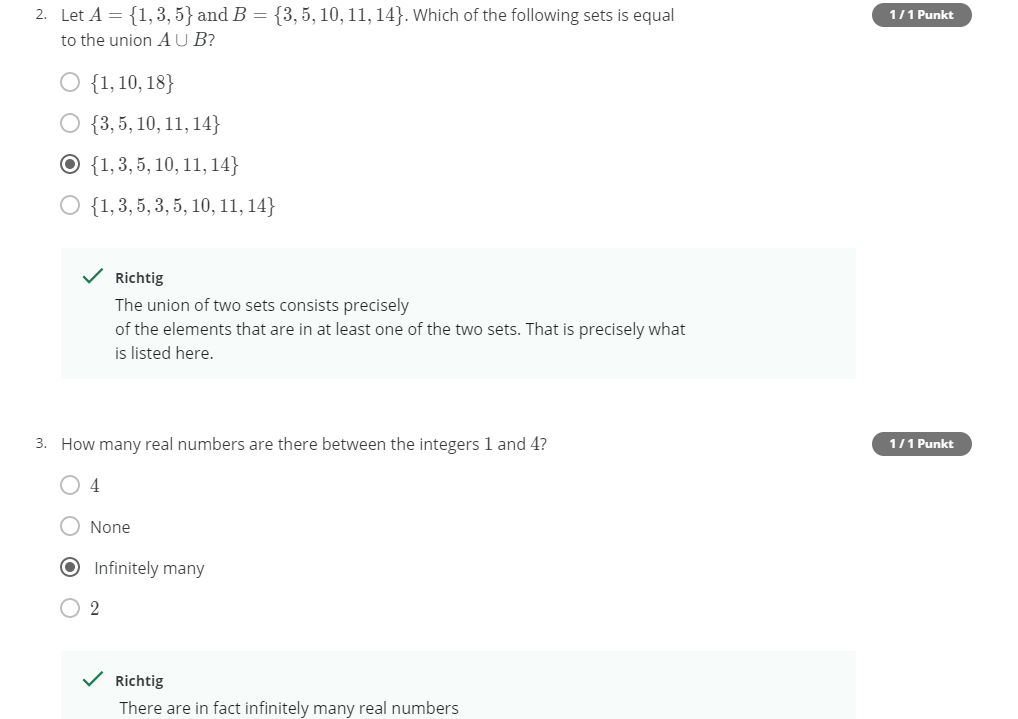 2. Let A = {1, 3, 5} and B = {3, 5, 10, 11, 14}. Which of the following sets is equal
1 / 1 Punkt
to the union A ∪ B?
{1, 10, 18}
{3, 5, 10, 11, 14}
{1, 3, 5, 10, 11, 14}
{1, 3, 5, 3, 5, 10, 11, 14}
Richtig
The union of two sets consists precisely
of the elements that are in at least one of the two sets. That is precisely what
is listed here.
3. How many real numbers are there between the integers 1 and 4?
1 / 1 Punkt
4
None
Infinitely many
2
Richtig
There are in fact infinitely many real numbers